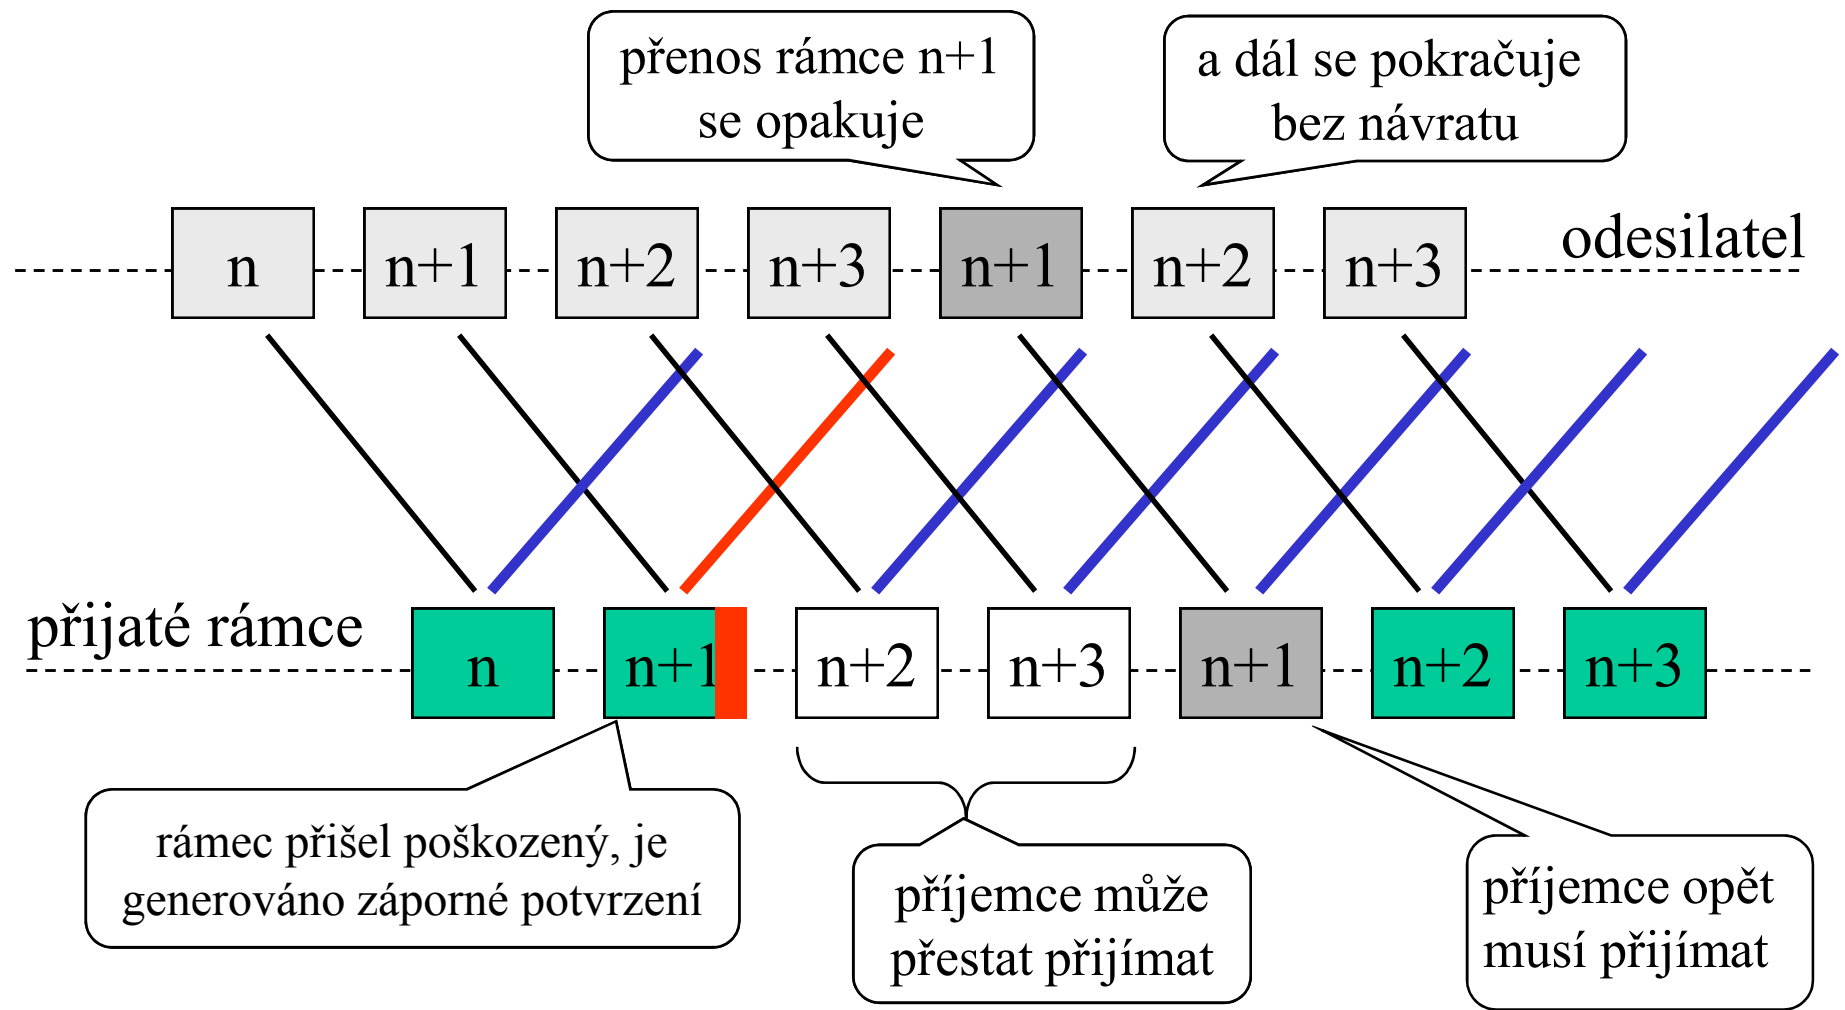 přenos rámce n+1
se opakuje
a dál se pokračuje
bez návratu
odesilatel
n
n+1
n+2
n+3
n+1
n+2
n+3
přijaté rámce
n
n+1
n+2
n+3
n+1
n+2
n+3
rámec přišel poškozený, je
generováno záporné potvrzení
příjemce může
přestat přijímat
příjemce opět
musí přijímat